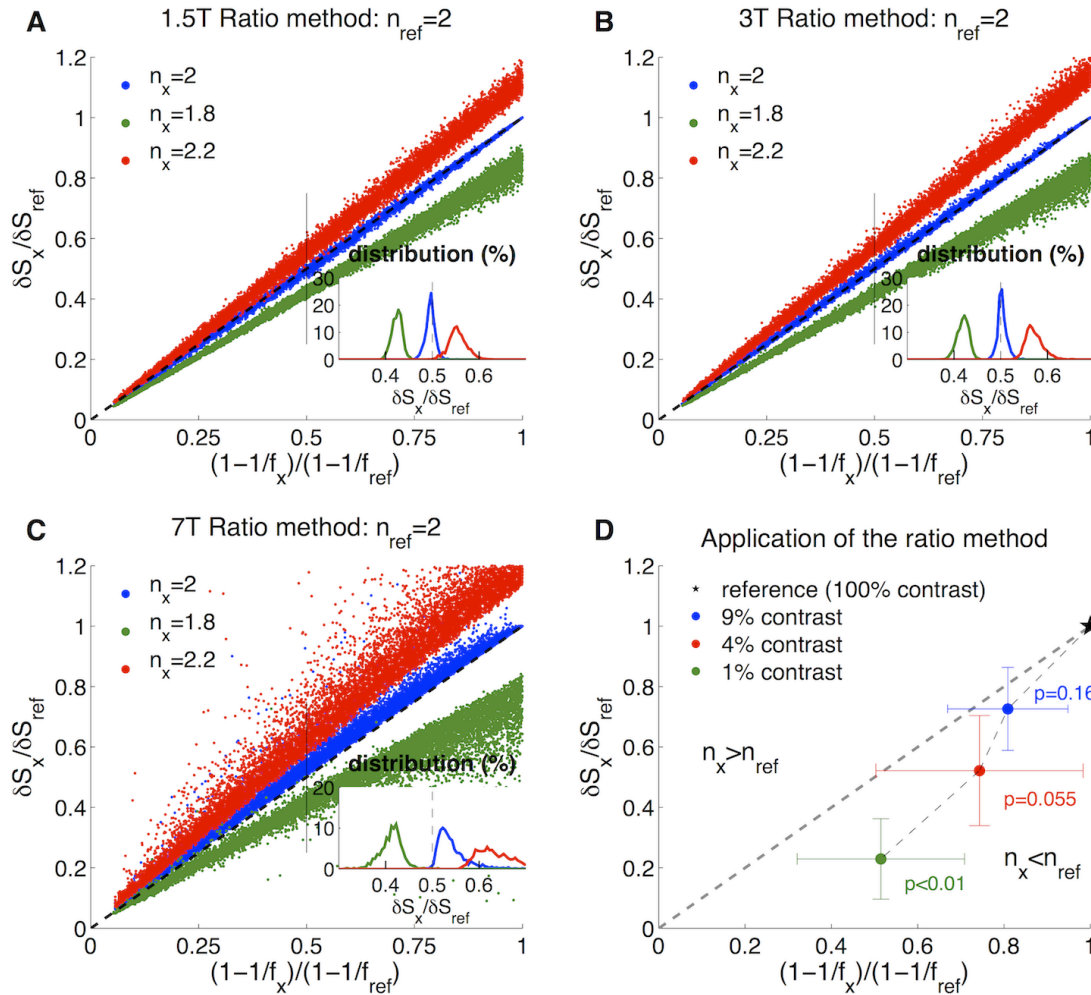 A
1.5T Ratio method: n_ref=2
1.2
1
0.8
0.6
0.4
0.2
0
δS_x/δS_ref
n_x=2
n_x=1.8
n_x=2.2
distribution (%)
30
20
10
0
0.4 0.5 0.6
δS_x/δS_ref
0 0.25 0.5 0.75 1
(1−1/f_x)/(1−1/f_ref)
B
3T Ratio method: n_ref=2
1.2
1
0.8
0.6
0.4
0.2
0
δS_x/δS_ref
n_x=2
n_x=1.8
n_x=2.2
distribution (%)
30
20
10
0
0.4 0.5 0.6
δS_x/δS_ref
0 0.25 0.5 0.75 1
(1−1/f_x)/(1−1/f_ref)
C
7T Ratio method: n_ref=2
1.2
1
0.8
0.6
0.4
0.2
0
δS_x/δS_ref
n_x=2
n_x=1.8
n_x=2.2
distribution (%)
20
10
0
0.4 0.5 0.6
δS_x/δS_ref
0 0.25 0.5 0.75 1
(1−1/f_x)/(1−1/f_ref)
D
Application of the ratio method
1.2
1
0.8
0.6
0.4
0.2
0
δS_x/δS_ref
reference (100% contrast)
9% contrast
4% contrast
1% contrast
p=0.16
n_x>n_ref
p=0.055
n_x<n_ref
p<0.01
0 0.2 0.4 0.6 0.8 1
(1−1/f_x)/(1−1/f_ref)